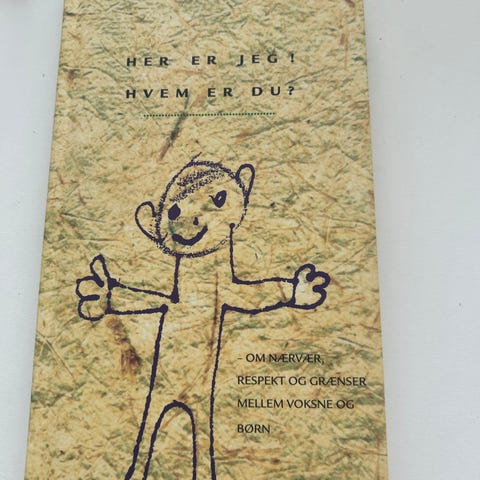 HER ER JEG!
HVEM ER DU?
– OM NÆRVÆR,
RESPEKT OG GRÆNSER
MELLEM VOKSNE OG
BØRN